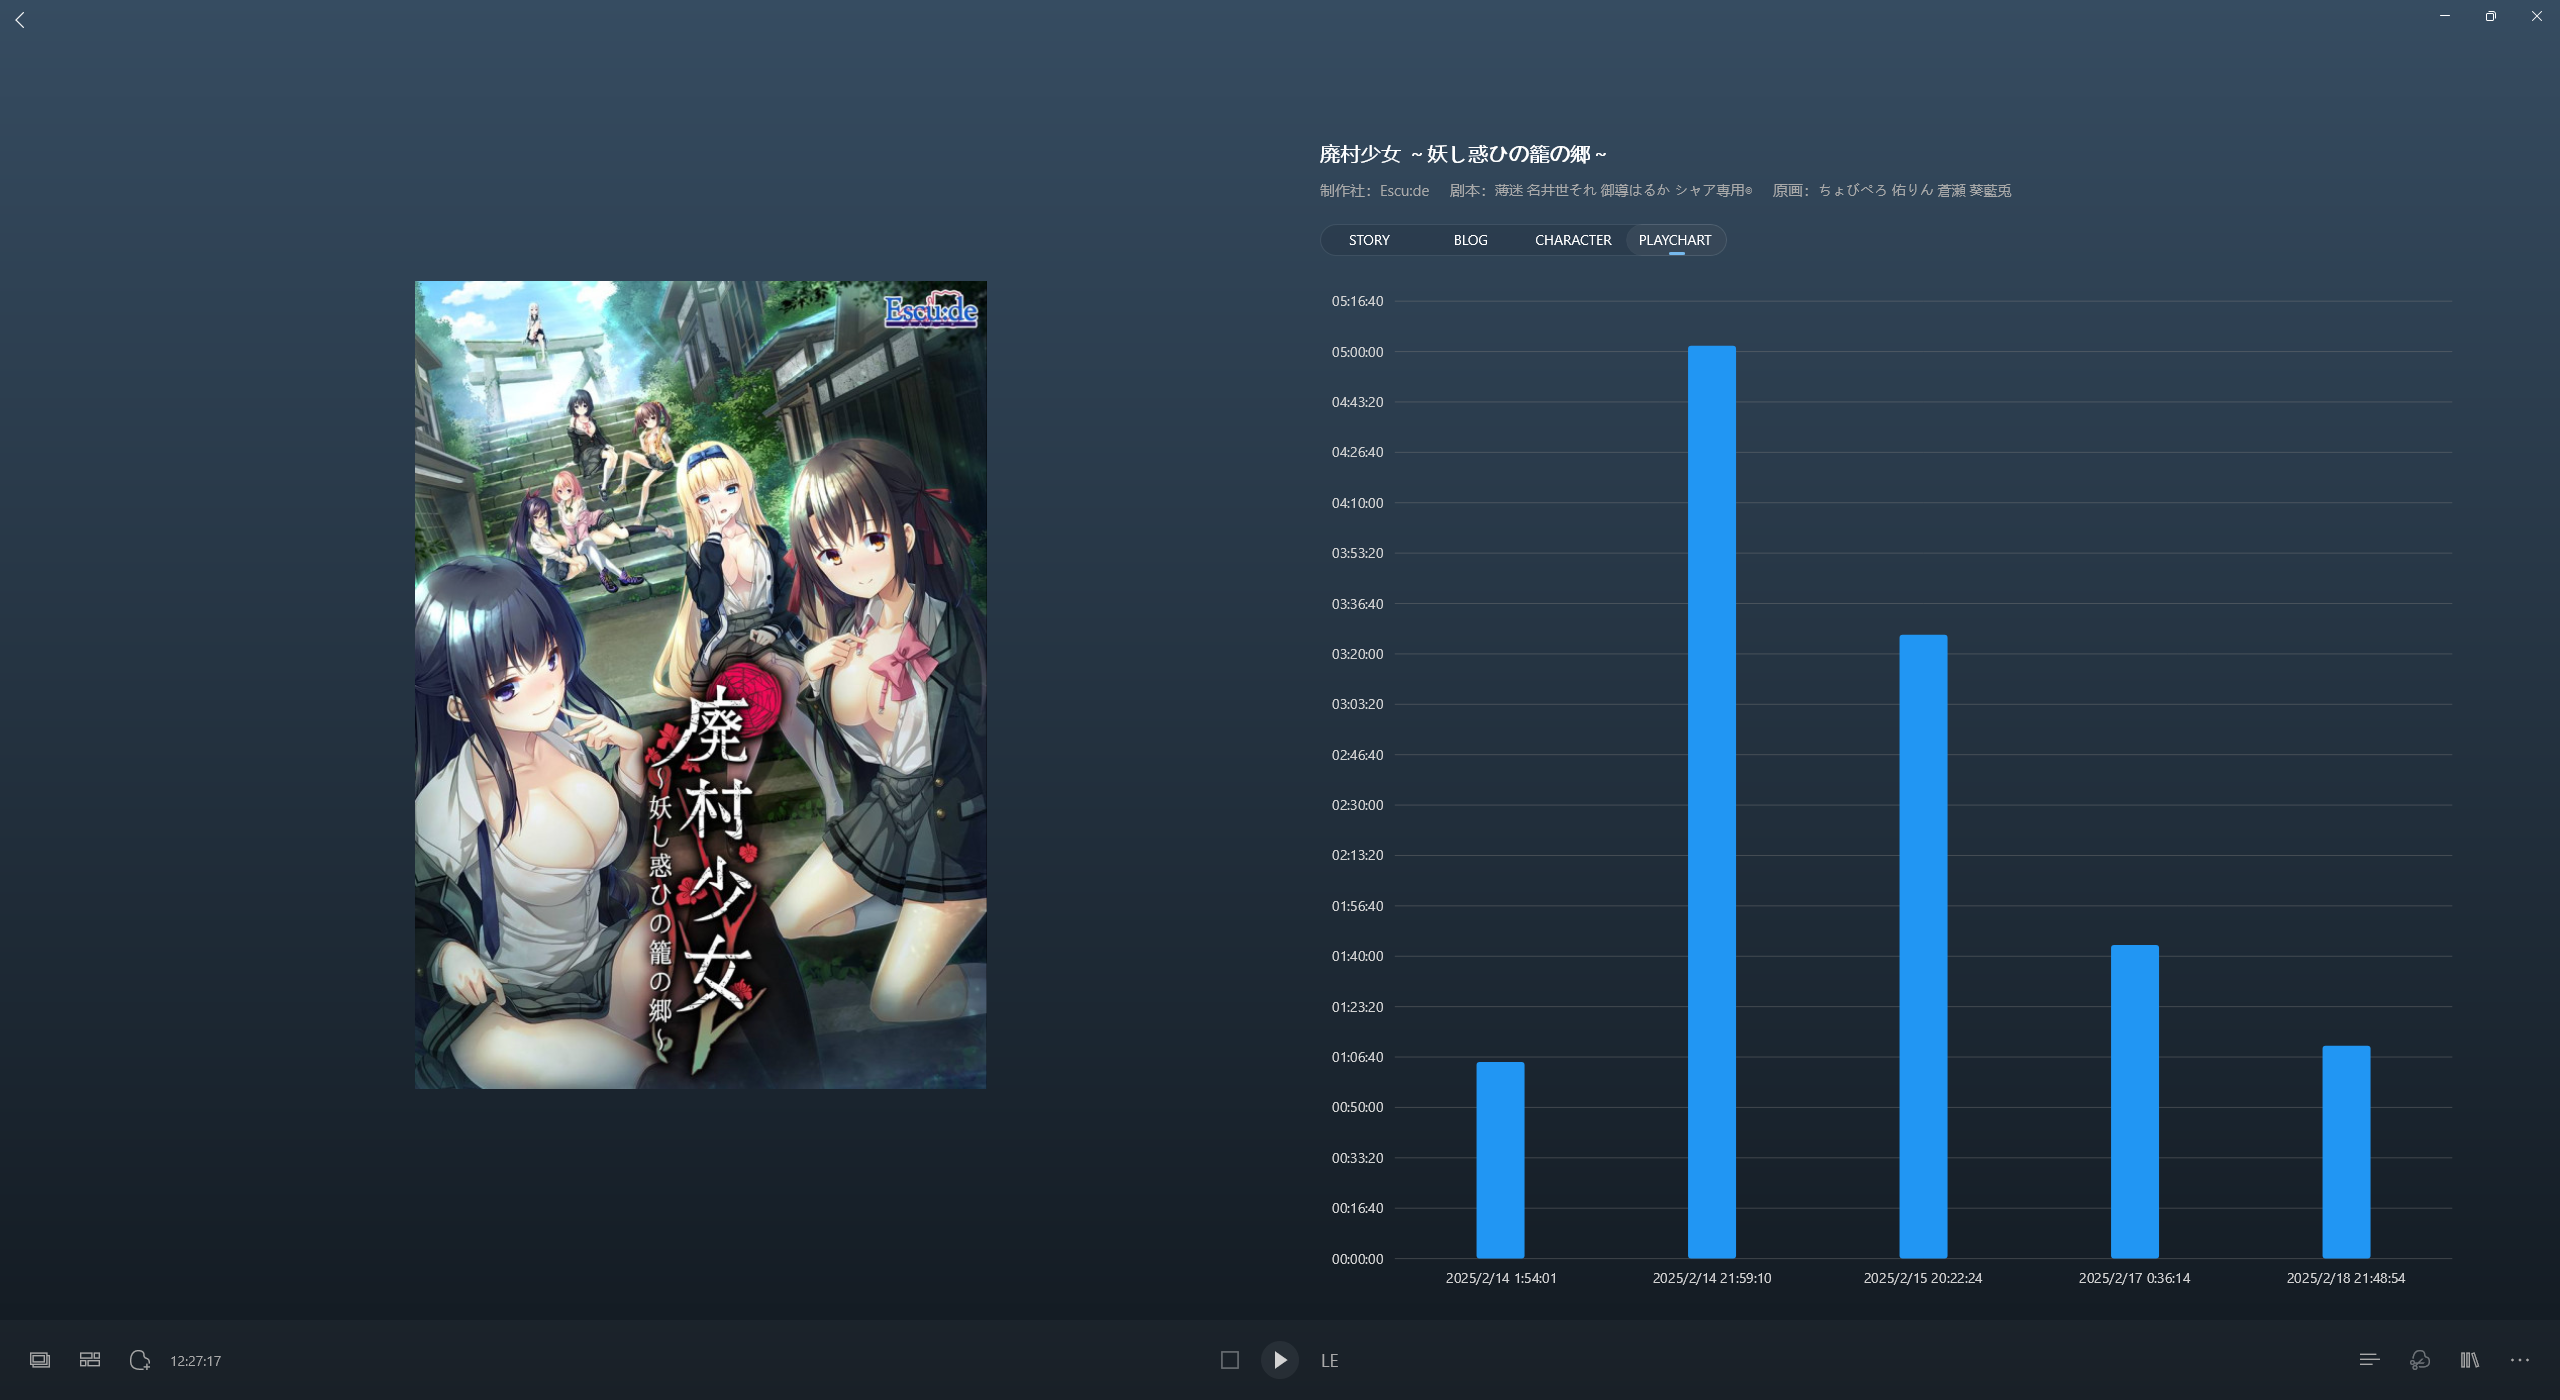 廃村少女 ～妖し惑ひの籠の郷～
制作社： Escu:de 剧本：薄迷 名井世それ 御導はるか シャア専用◎ 原画：ちょびぺろ 佑りん 蒼瀬 葵藍兎
STORY BLOG CHARACTER PLAYCHART
Escu:de
廃村少女
～妖し惑ひの籠の郷～
05:16:40
05:00:00
04:43:20
04:26:40
04:10:00
03:53:20
03:36:40
03:20:00
03:03:20
02:46:40
02:30:00
02:13:20
01:56:40
01:40:00
01:23:20
01:06:40
00:50:00
00:33:20
00:16:40
00:00:00
2025/2/14 1:54:01 2025/2/14 21:59:10 2025/2/15 20:22:24 2025/2/17 0:36:14 2025/2/18 21:48:54
12:27:17 LE